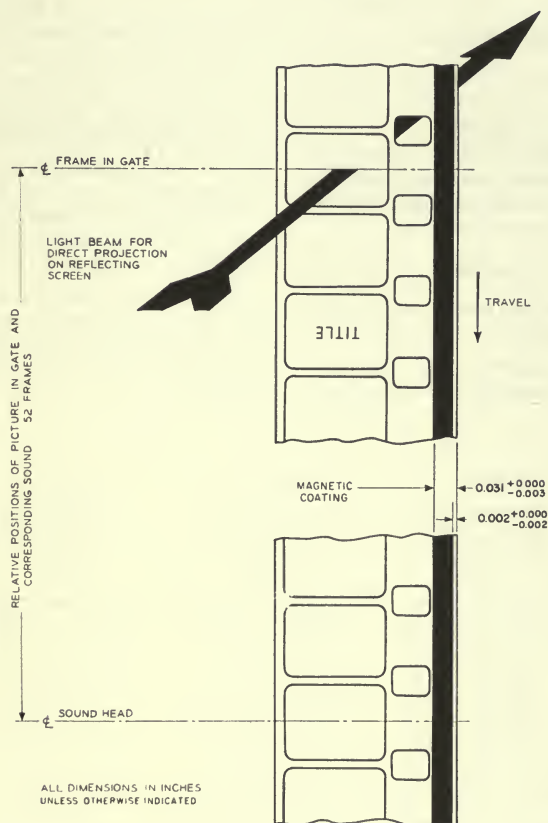 ℄ FRAME IN GATE
LIGHT BEAM FOR
DIRECT PROJECTION
ON REFLECTING
SCREEN
TRAVEL
TITLE
RELATIVE POSITIONS OF PICTURE IN GATE AND
CORRESPONDING SOUND 52 FRAMES
MAGNETIC
COATING
0.031 +0.000
-0.003
0.002 +0.000
-0.002
℄ SOUND HEAD
ALL DIMENSIONS IN INCHES
UNLESS OTHERWISE INDICATED